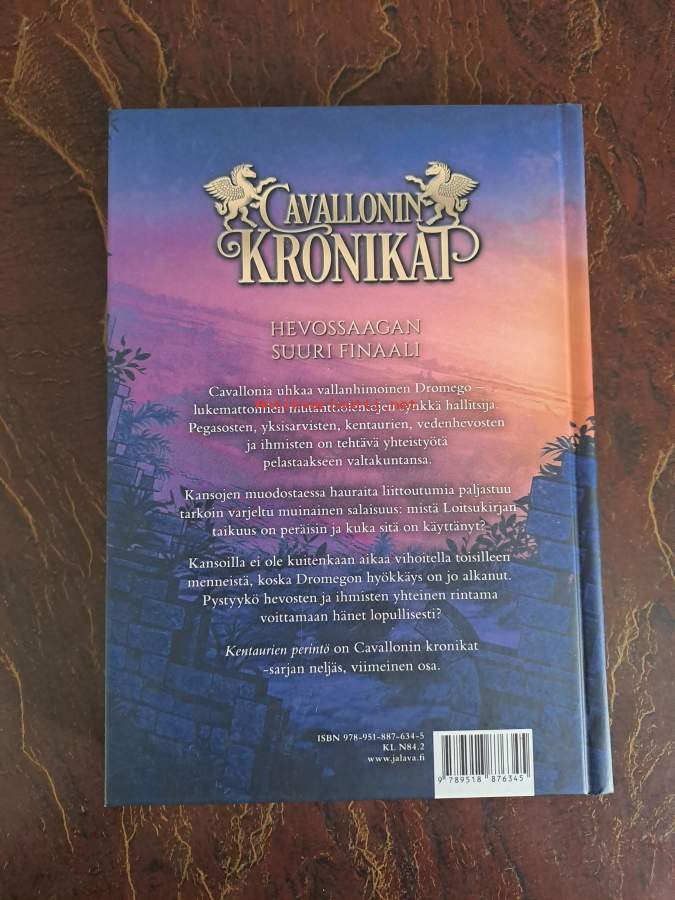 CAVALLONIN
KRONIKAT
HEVOSSAAGAN
SUURI FINAALI
Cavallonia uhkaa vallanhimoinen Dromego –
lukemattomien hallitsija.
Pegasosten, yksisarvisten, kentaurien, vedenhevosten
ja ihmisten on tehtävä yhteistyötä
pelastaakseen valtakuntansa.
Kansojen muodostaessa hauraita liittoutumia paljastuu
tarkoin varjeltu muinainen salaisuus: mistä Loitsukirjan
taikuus on peräisin ja kuka sitä on käyttänyt?
Kansoilla ei ole kuitenkaan aikaa vihoitella toisilleen
menneistä, koska Dromegon hyökkäys on jo alkanut.
Pystyykö hevosten ja ihmisten yhteinen rintama
voittamaan hänet lopullisesti?
Kentaurien perintö on Cavallonin kronikat
-sarjan neljäs, viimeinen osa.
ISBN 978-951-887-634-5
KL N84.2
www.jalava.fi
9 789518 876345